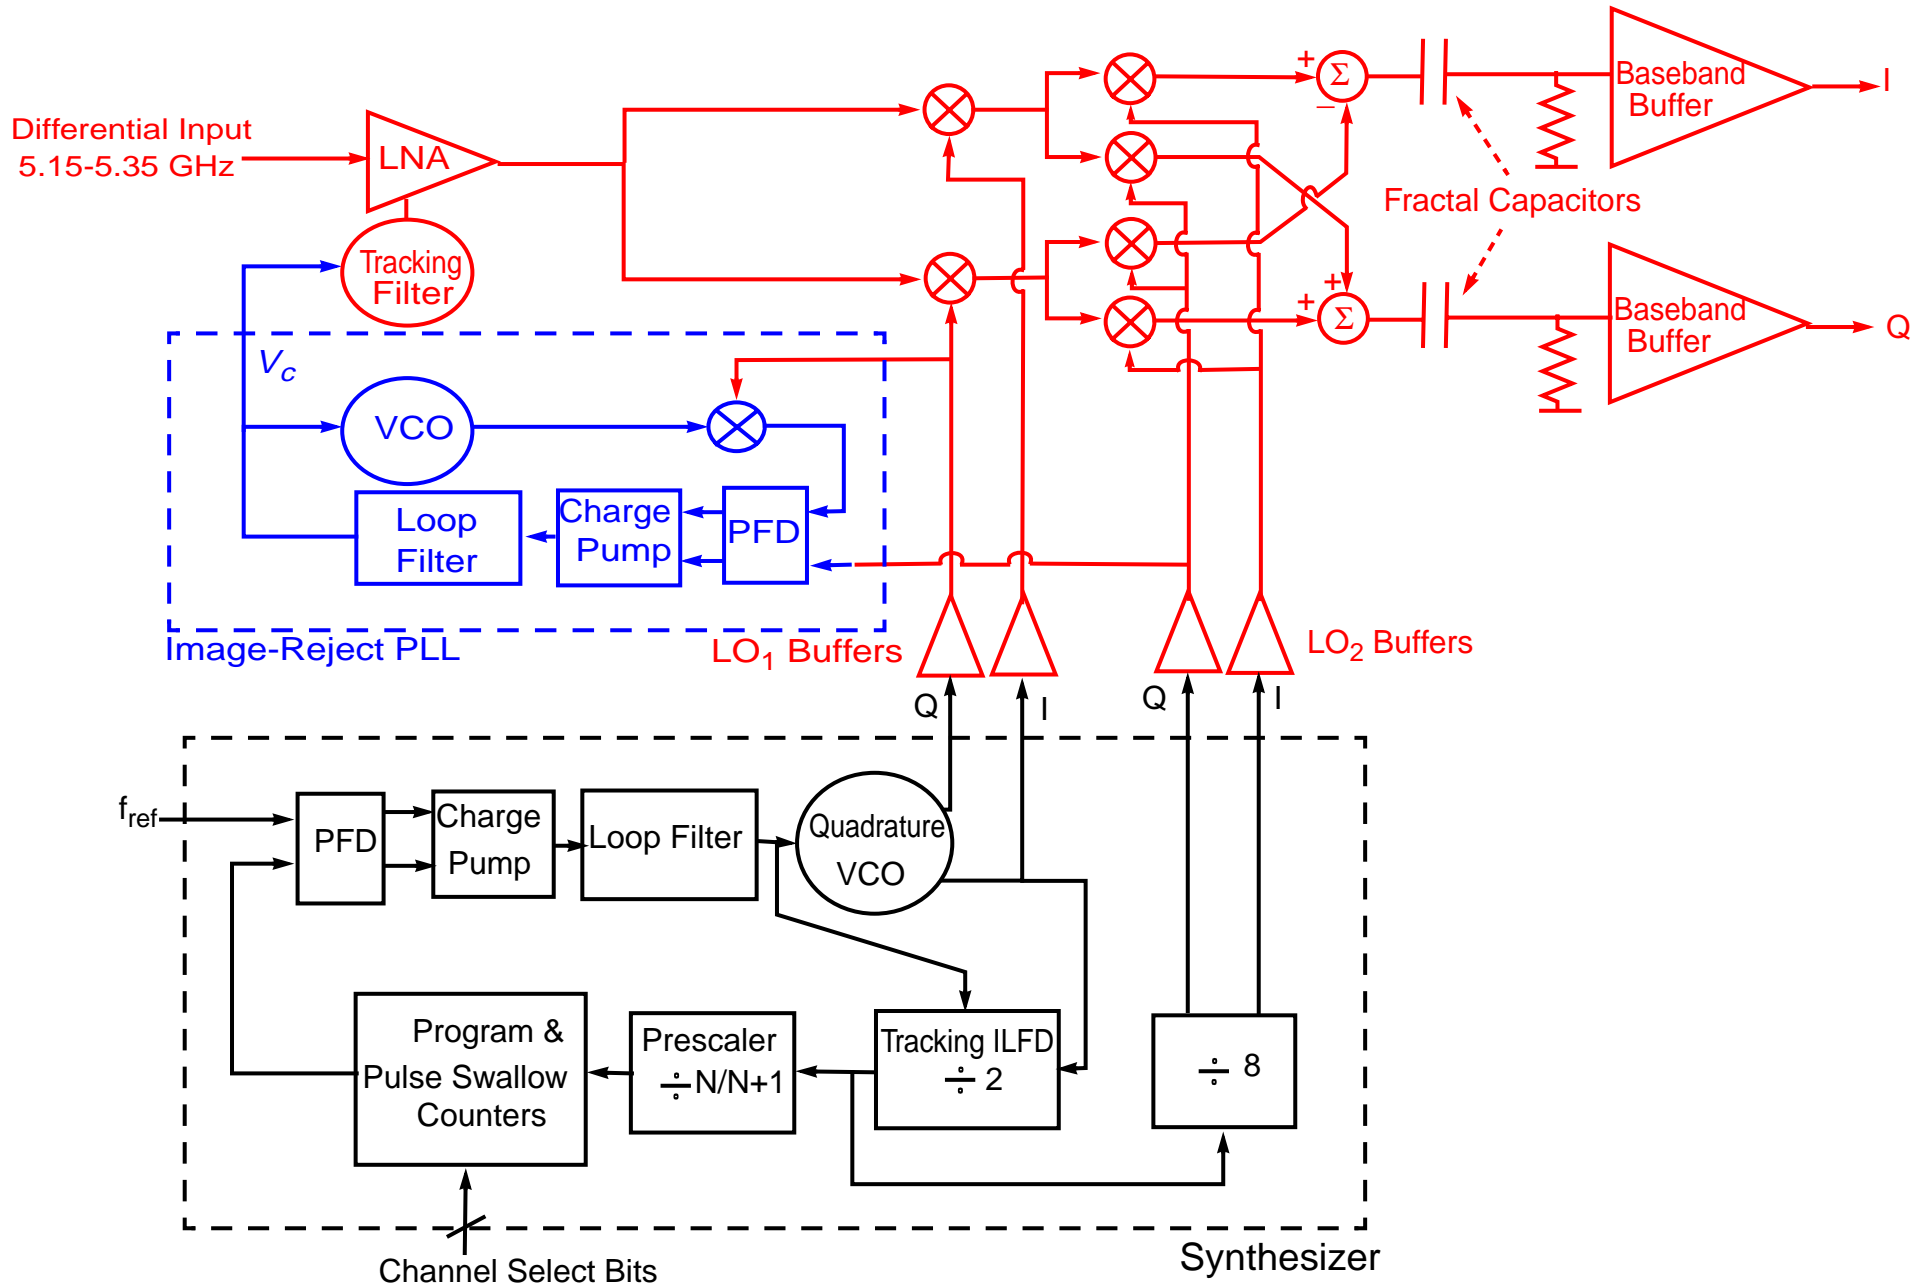 Differential Input
5.15-5.35 GHz
LNA
Tracking
Filter
+
Σ
−
Baseband
Buffer
I
Fractal Capacitors
+
+
Σ
Baseband
Buffer
Q
Vc
VCO
Loop
Filter
Charge
Pump
PFD
Image-Reject PLL
LO1 Buffers
LO2 Buffers
Q
I
Q
I
fref
PFD
Charge
Pump
Loop Filter
Quadrature
VCO
Program &
Pulse Swallow
Counters
Prescaler
÷ N/N+1
Tracking ILFD
÷ 2
÷ 8
Channel Select Bits
Synthesizer